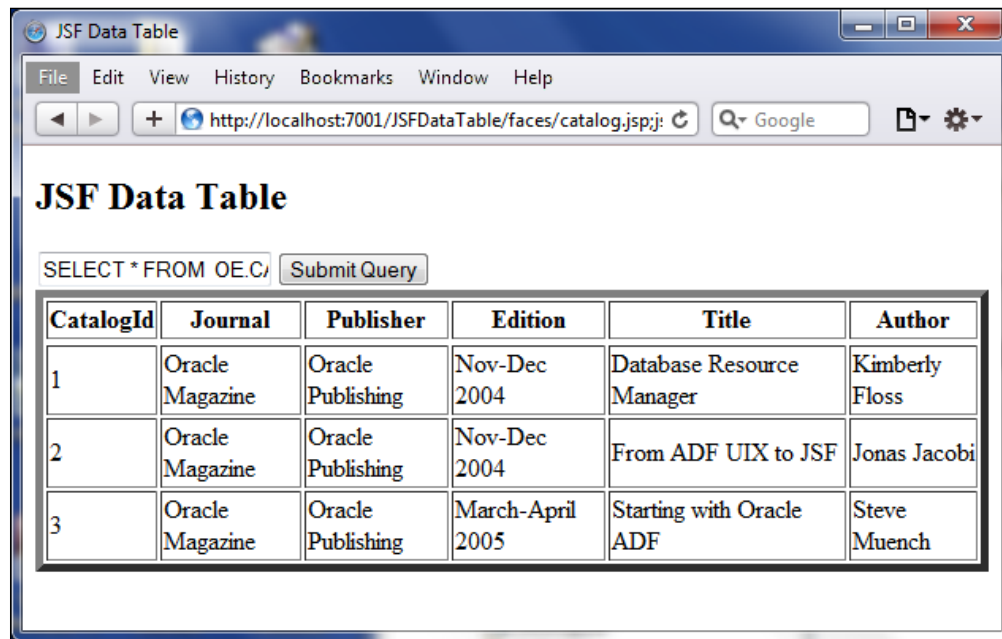 JSF Data Table
File Edit View History Bookmarks Window Help
http://localhost:7001/JSFDataTable/faces/catalog.jsp;j Google
JSF Data Table
SELECT * FROM OE.CA Submit Query
CatalogId Journal Publisher Edition Title Author
1 Oracle Magazine Oracle Publishing Nov-Dec 2004 Database Resource Manager Kimberly Floss
2 Oracle Magazine Oracle Publishing Nov-Dec 2004 From ADF UIX to JSF Jonas Jacobi
3 Oracle Magazine Oracle Publishing March-April 2005 Starting with Oracle ADF Steve Muench